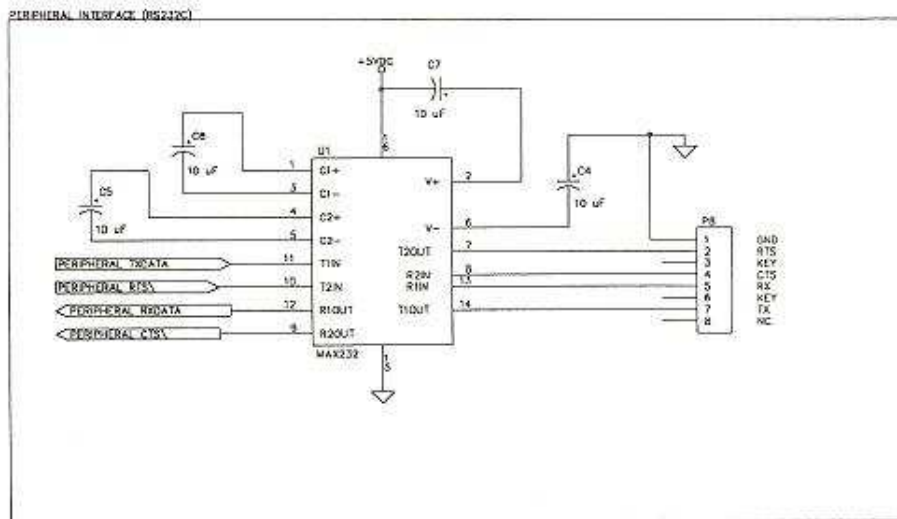 PERIPHERAL INTERFACE (RS232C)
+5VDC
C7
10 uF
C6
10 uF
C5
10 uF
C4
10 uF
U1
16
1 C1+
3 C1-
4 C2+
5 C2-
V+ 2
V- 6
T2OUT 7
R2IN 8
R1IN 13
T1OUT 14
PERIPHERAL TXDATA 11 T1IN
PERIPHERAL RTS\ 10 T2IN
PERIPHERAL RXDATA 12 R1OUT
PERIPHERAL CTS\ 9 R2OUT
MAX232
15
1 GND
2 RTS
3 KEY
4 CTS
5 RX
6 KEY
7 TX
8 NC